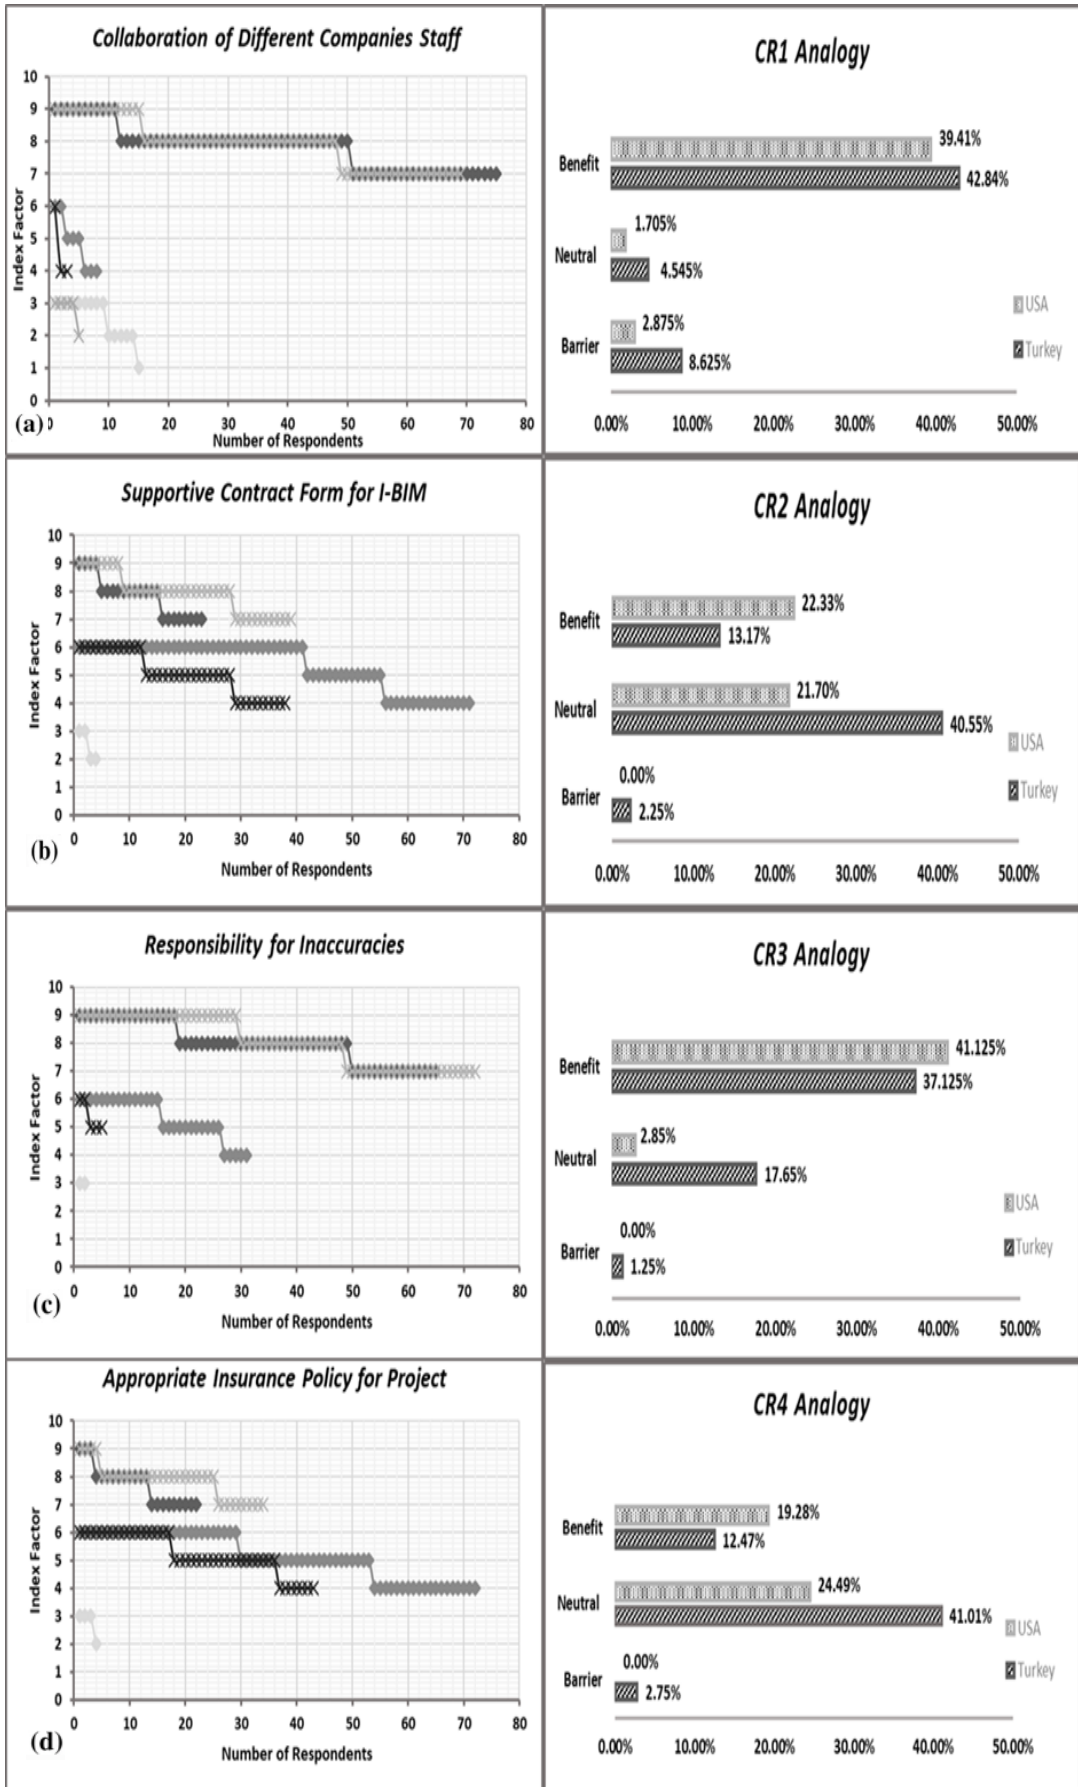 Collaboration of Different Companies Staff
10
9
8
7
6
5
4
3
2
1
0
Index Factor
(a)
0 10 20 30 40 50 60 70 80
Number of Respondents
CR1 Analogy
Benefit
39.41%
42.84%
Neutral
1.705%
4.545%
Barrier
2.875%
8.625%
USA
Turkey
0.00% 10.00% 20.00% 30.00% 40.00% 50.00%
Supportive Contract Form for I-BIM
10
9
8
7
6
5
4
3
2
1
0
Index Factor
(b)
0 10 20 30 40 50 60 70 80
Number of Respondents
CR2 Analogy
Benefit
22.33%
13.17%
Neutral
21.70%
40.55%
Barrier
0.00%
2.25%
USA
Turkey
0.00% 10.00% 20.00% 30.00% 40.00% 50.00%
Responsibility for Inaccuracies
10
9
8
7
6
5
4
3
2
1
0
Index Factor
(c)
0 10 20 30 40 50 60 70 80
Number of Respondents
CR3 Analogy
Benefit
41.125%
37.125%
Neutral
2.85%
17.65%
Barrier
0.00%
1.25%
USA
Turkey
0.00% 10.00% 20.00% 30.00% 40.00% 50.00%
Appropriate Insurance Policy for Project
10
9
8
7
6
5
4
3
2
1
0
Index Factor
(d)
0 10 20 30 40 50 60 70 80
Number of Respondents
CR4 Analogy
Benefit
19.28%
12.47%
Neutral
24.49%
41.01%
Barrier
0.00%
2.75%
USA
Turkey
0.00% 10.00% 20.00% 30.00% 40.00% 50.00%